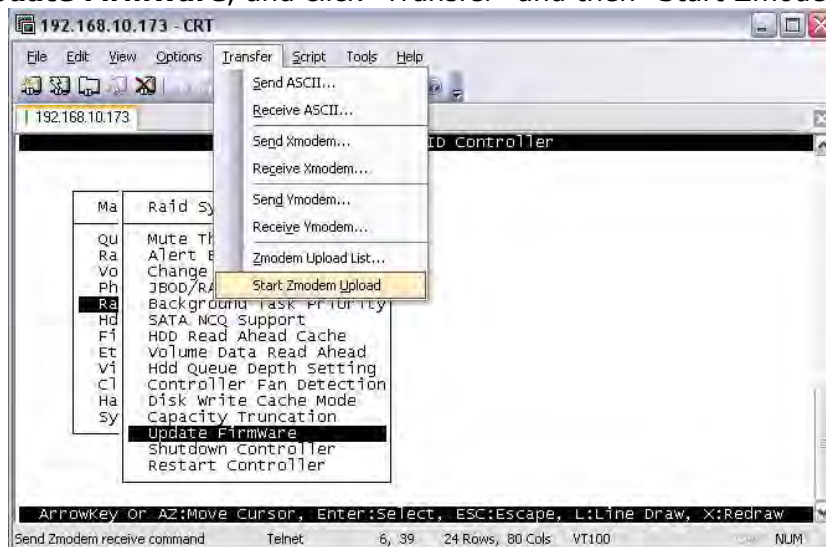 date Firmware, and click "Transfer" and then "Start Zmode
192.168.10.173 - CRT
File Edit View Options Transfer Script Tools Help
192.168.10.173
Send ASCII...
Receive ASCII...
Send Xmodem...
Receive Xmodem...
Send Ymodem...
Receive Ymodem...
Zmodem Upload List...
Start Zmodem Upload
ID Controller
Ma
Qu
Ra
Vo
Ph
Ra
Hd
Fi
Et
Vi
Cl
Ha
Sy
Raid Sy
Mute Th
Alert B
Change
JBOD/RA
Background Task Priority
SATA NCQ Support
HDD Read Ahead Cache
Volume Data Read Ahead
Hdd Queue Depth Setting
Controller Fan Detection
Disk Write Cache Mode
Capacity Truncation
Update FirmWare
Shutdown Controller
Restart Controller
ArrowKey Or AZ:Move Cursor, Enter:Select, ESC:Escape, L:Line Draw, X:Redraw
Send Zmodem receive command Telnet 6, 39 24 Rows, 80 Cols VT100 NUM